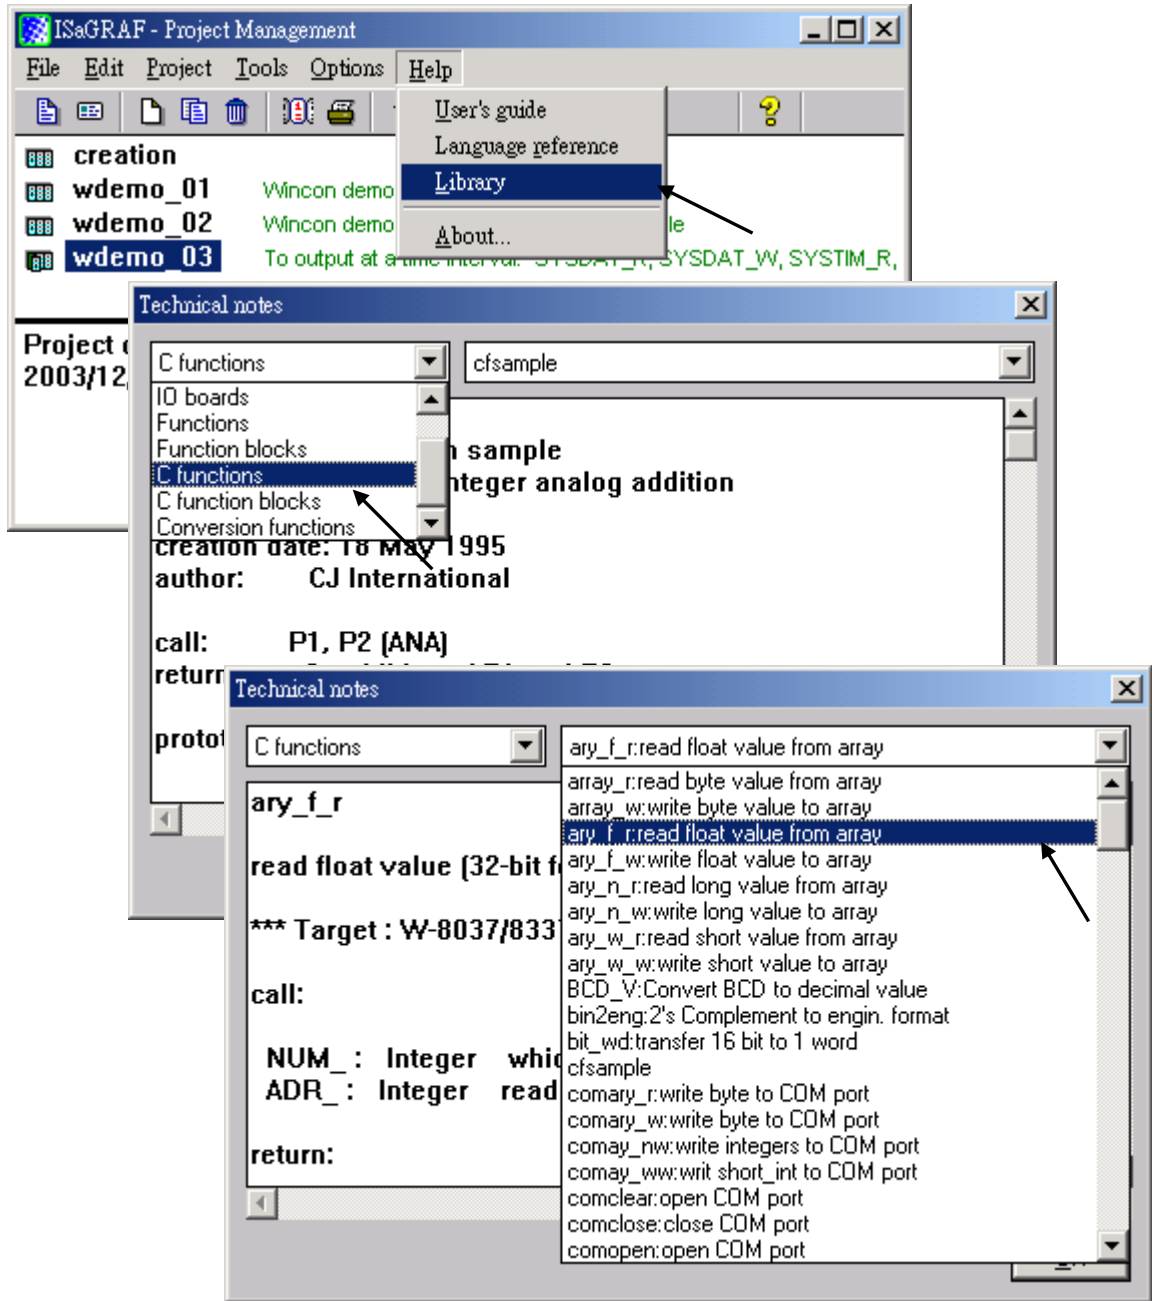 ISaGRAF - Project Management
File Edit Project Tools Options Help
User's guide
Language reference
Library
About...
creation
wdemo_01 Wincon demo
wdemo_02 Wincon demo
wdemo_03 To output at a time interval. SYSDAT_R, SYSDAT_W, SYSTIM_R,
Project
2003/12
Technical notes
C functions cfsample
IO boards
Functions
Function blocks
C functions
C function blocks
Conversion functions
sample
integer analog addition
creation date: 18 May 1995
author: CJ International
call: P1, P2 (ANA)
return
protot
Technical notes
C functions ary_f_r:read float value from array
ary_f_r
read float value (32-bit
*** Target : W-8037/8337
call:
NUM_ : Integer
ADR_ : Integer read
return:
array_r:read byte value from array
array_w:write byte value to array
ary_f_r:read float value from array
ary_f_w:write float value to array
ary_n_r:read long value from array
ary_n_w:write long value to array
ary_w_r:read short value from array
ary_w_w:write short value to array
BCD_V:Convert BCD to decimal value
bin2eng:2's Complement to engin. format
bit_wd:transfer 16 bit to 1 word
cfsample
comary_r:write byte to COM port
comary_w:write byte to COM port
comay_nw:write integers to COM port
comay_ww:writ short_int to COM port
comclear:open COM port
comclose:close COM port
comopen:open COM port